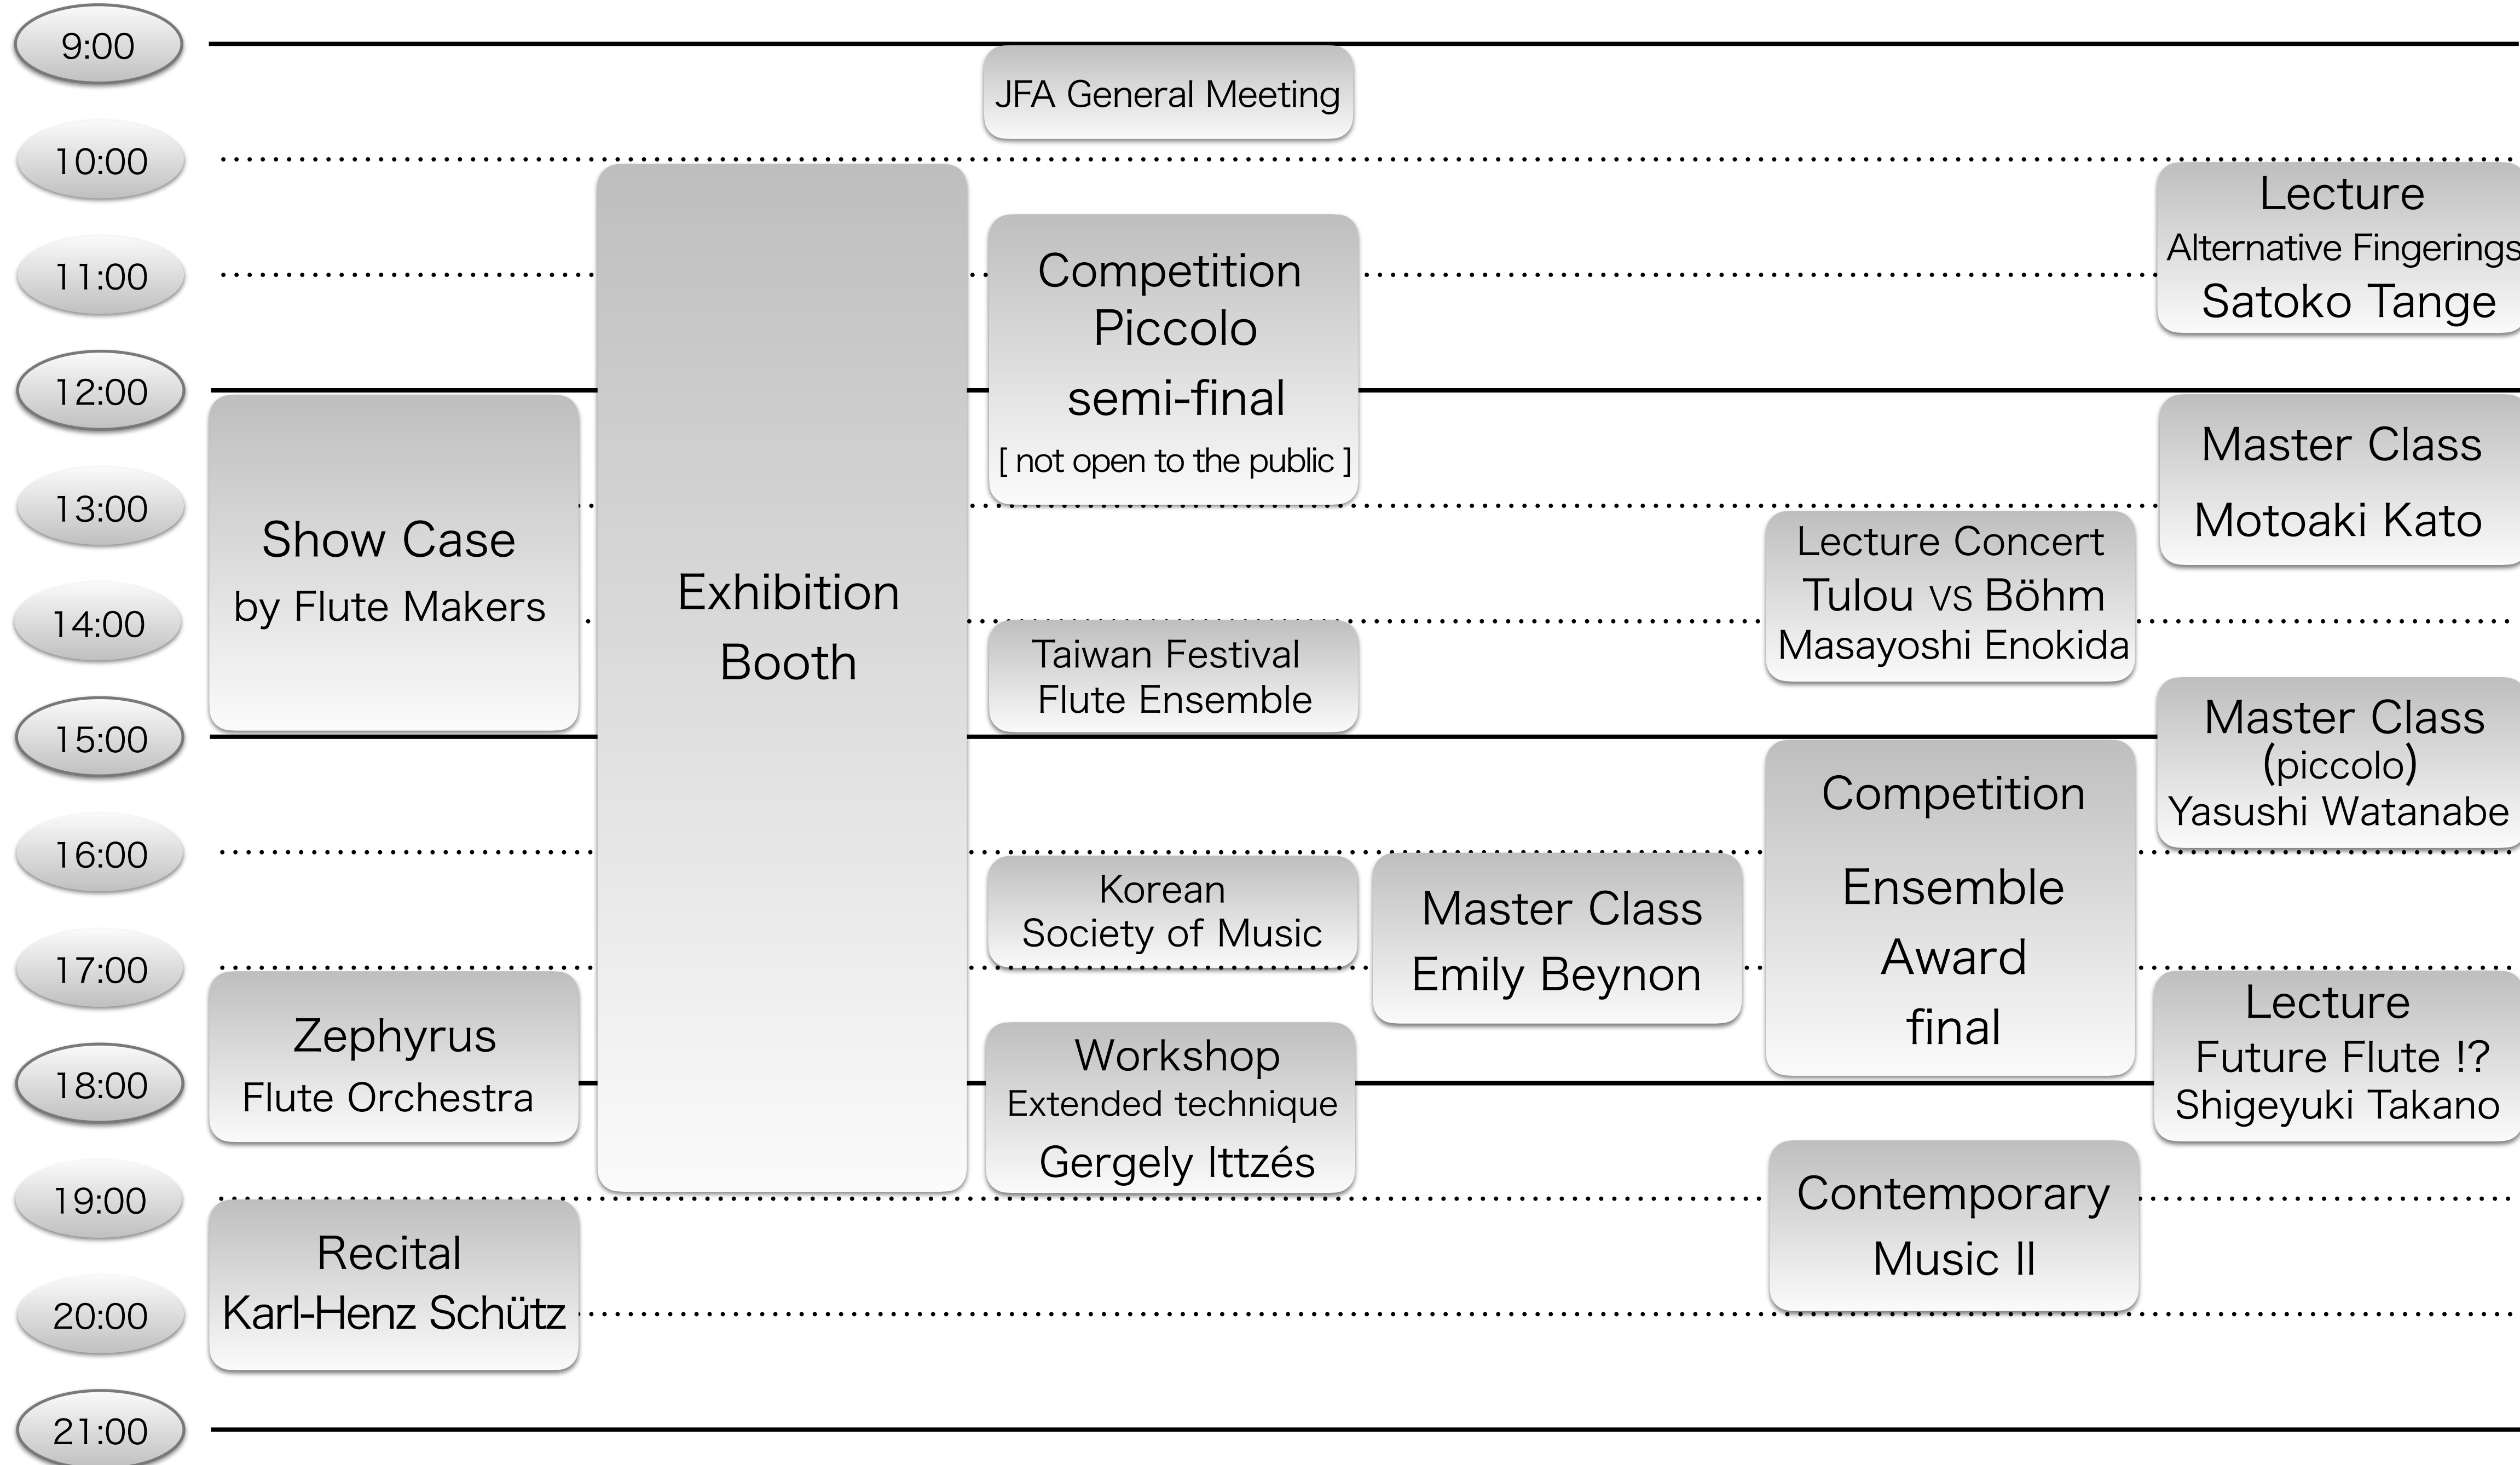 9:00
10:00
11:00
12:00
13:00
14:00
15:00
16:00
17:00
18:00
19:00
20:00
21:00
Show Case
by Flute Makers
Zephyrus
Flute Orchestra
Recital
Karl-Henz Schütz
Exhibition
Booth
JFA General Meeting
Competition
Piccolo
semi-final
[ not open to the public ]
Taiwan Festival
Flute Ensemble
Korean
Society of Music
Workshop
Extended technique
Gergely Ittzés
Master Class
Emily Beynon
Lecture Concert
Tulou VS Böhm
Masayoshi Enokida
Competition
Ensemble
Award
final
Contemporary
Music II
Lecture
Alternative Fingerings
Satoko Tange
Master Class
Motoaki Kato
Master Class
(piccolo)
Yasushi Watanabe
Lecture
Future Flute !?
Shigeyuki Takano